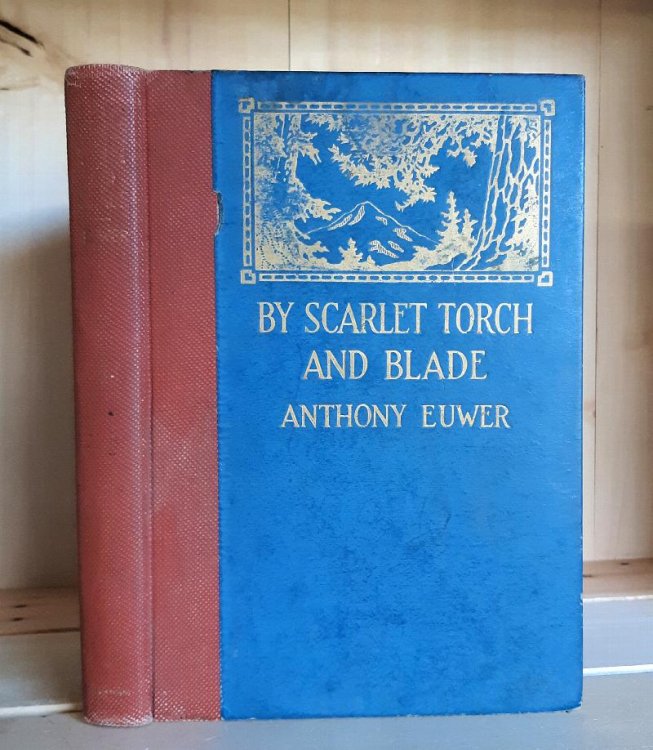 BY SCARLET TORCH
AND BLADE
ANTHONY EUWER